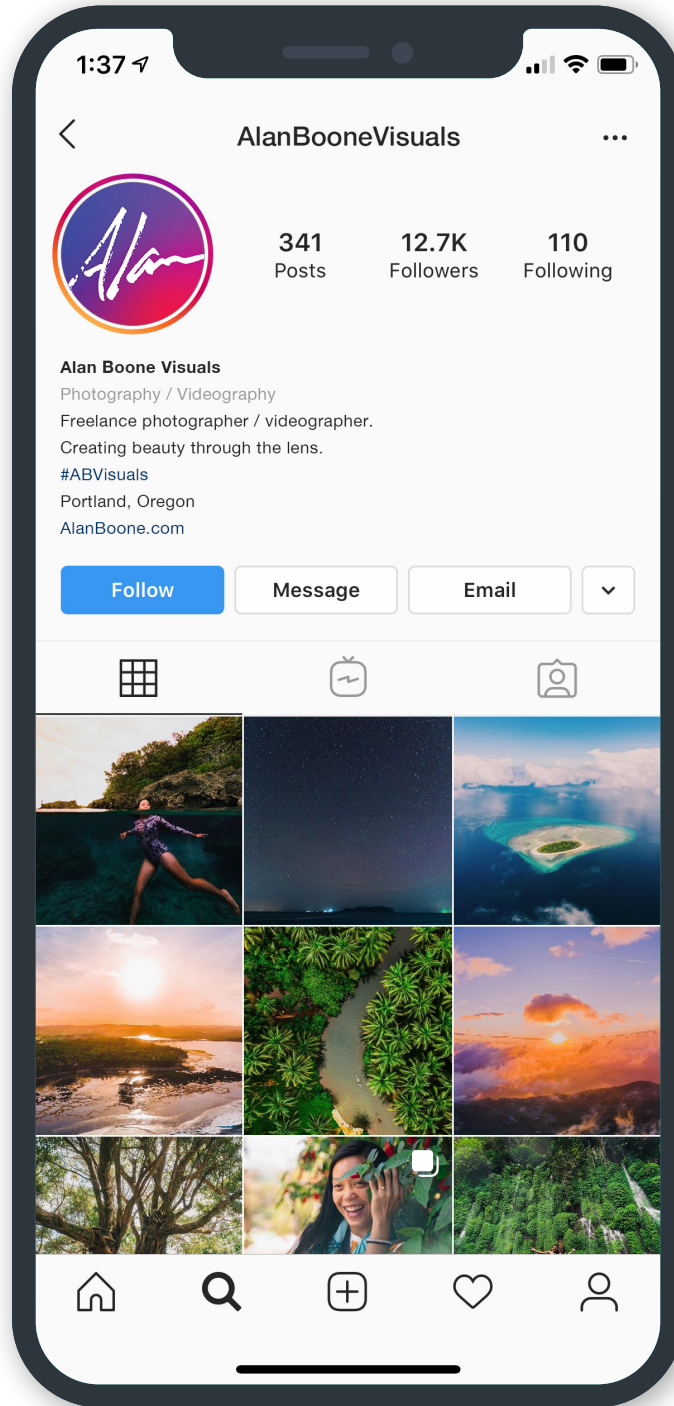 1:37
AlanBooneVisuals
Alan
341 12.7K 110
Posts Followers Following
Alan Boone Visuals
Photography / Videography
Freelance photographer / videographer.
Creating beauty through the lens.
#ABVisuals
Portland, Oregon
AlanBoone.com
Follow Message Email